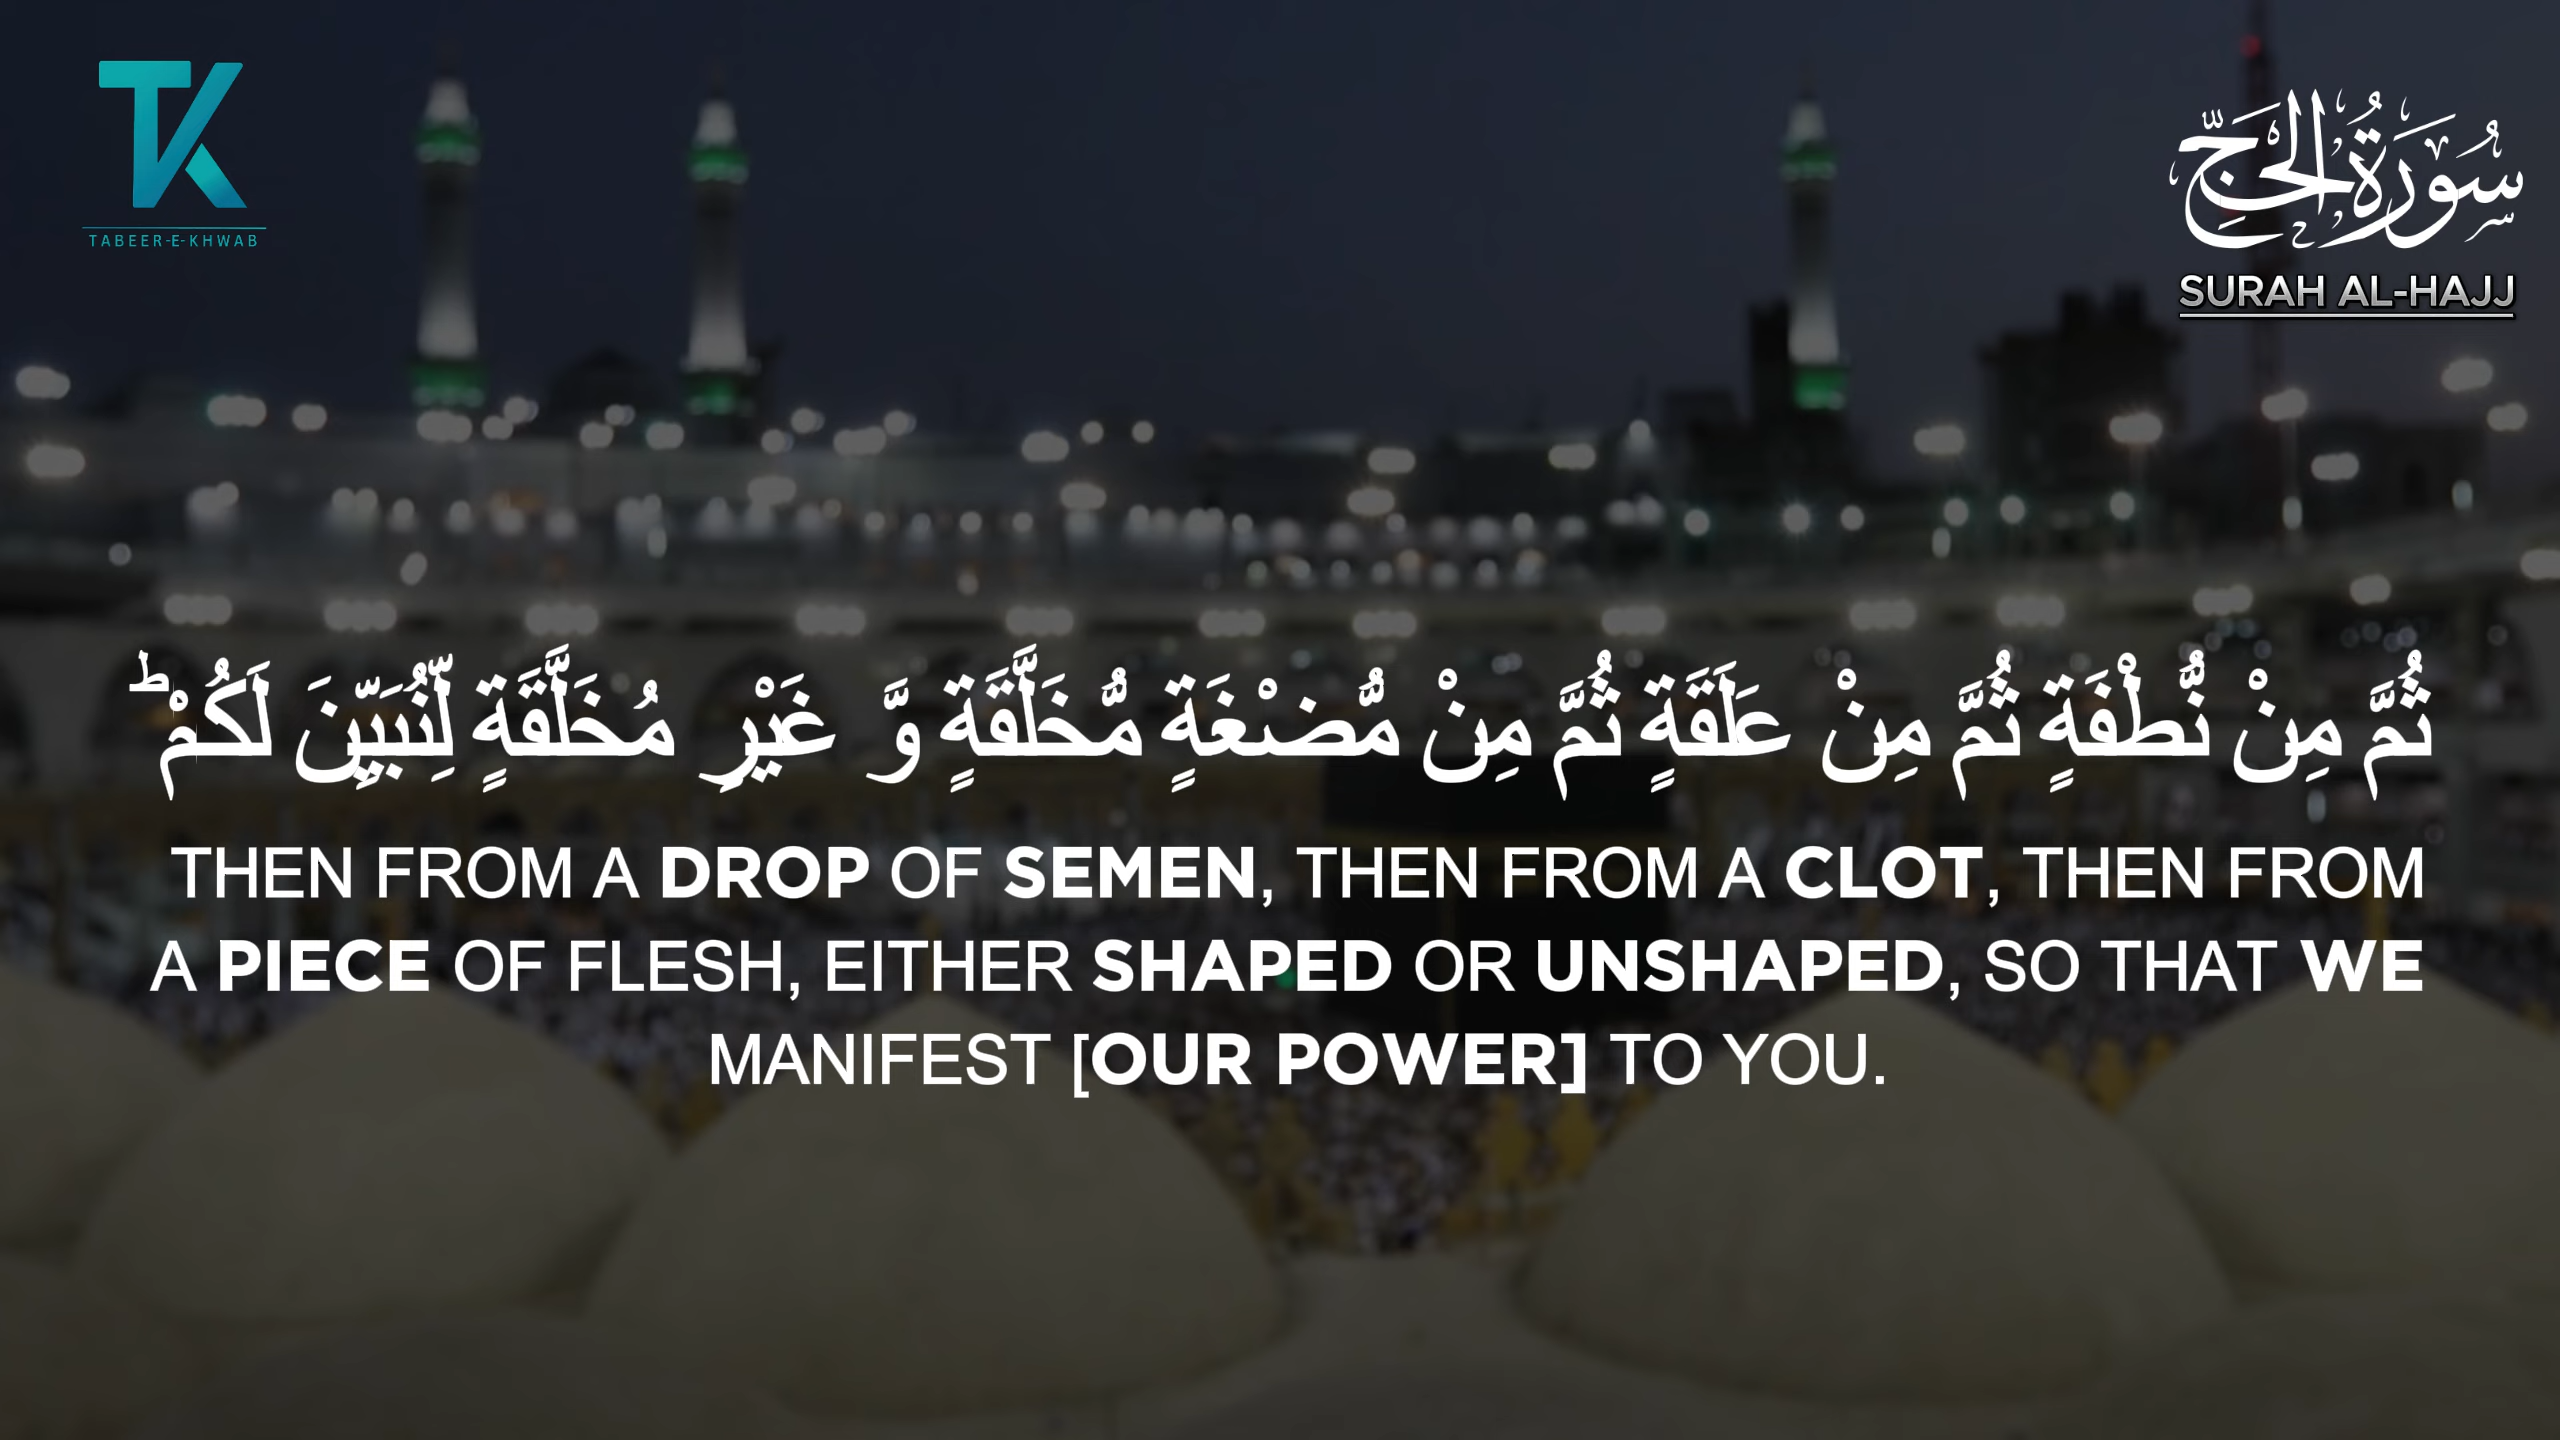 TK
TABEER-E-KHWAB
سُورَةُ الحَجِّ
SURAH AL-HAJJ
ثُمَّ مِنْ نُّطْفَةٍ ثُمَّ مِنْ عَلَقَةٍ ثُمَّ مِنْ مُّضْغَةٍ مُّخَلَّقَةٍ وَّ غَيْرِ مُخَلَّقَةٍ لِّنُبَيِّنَ لَكُمْ ؕ
THEN FROM A DROP OF SEMEN, THEN FROM A CLOT, THEN FROM
A PIECE OF FLESH, EITHER SHAPED OR UNSHAPED, SO THAT WE
MANIFEST [OUR POWER] TO YOU.